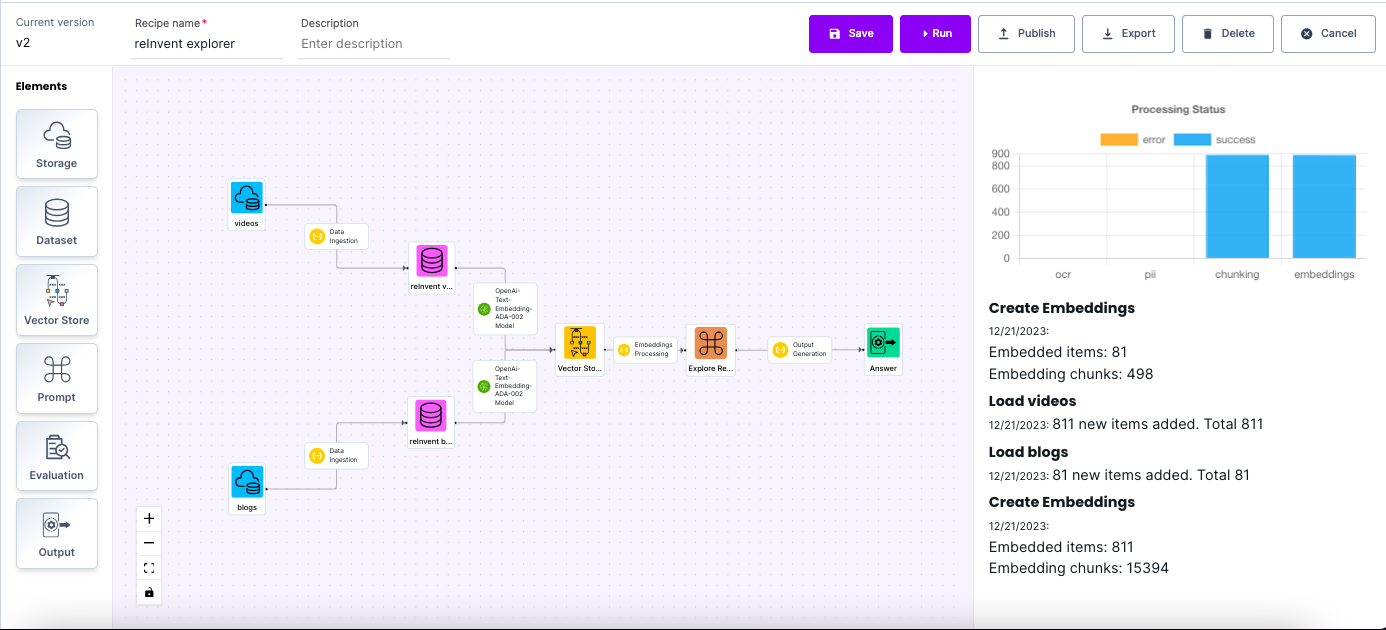 Current version
v2
Recipe name*
reInvent explorer
Description
Enter description
Save
Run
Publish
Export
Delete
Cancel
Elements
Storage
Dataset
Vector Store
Prompt
Evaluation
Output
videos
Data
Ingestion
reInvent v...
OpenAi-
Text-
Embedding-
ADA-002
Model
Vector Sto...
Embeddings
Processing
Explore Re...
Output
Generation
Answer
OpenAi-
Text-
Embedding-
ADA-002
Model
reInvent b...
Data
Ingestion
blogs
Processing Status
error
success
900
800
600
400
200
0
ocr
pii
chunking
embeddings
Create Embeddings
12/21/2023:
Embedded items: 81
Embedding chunks: 498
Load videos
12/21/2023: 811 new items added. Total 811
Load blogs
12/21/2023: 81 new items added. Total 81
Create Embeddings
12/21/2023:
Embedded items: 811
Embedding chunks: 15394